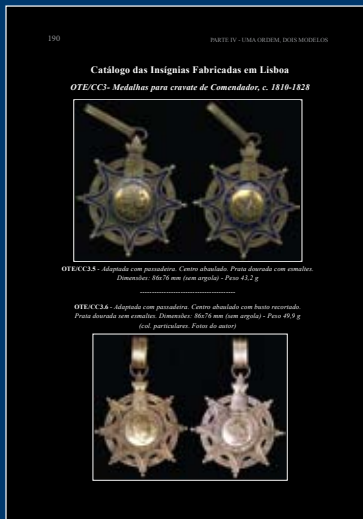 190
PARTE IV - UMA ORDEM, DOIS MODELOS
Catálogo das Insígnias Fabricadas em Lisboa
OTE/CC3- Medalhas para cravate de Comendador, c. 1810-1828
OTE/CC3.5 - Adaptada com passadeira. Centro abaulado. Prata dourada com esmaltes.
Dimensões: 86x76 mm (sem argola) - Peso 43,2 g
----------------------------------------
OTE/CC3.6 - Adaptada com passadeira. Centro abaulado com busto recortado.
Prata dourada sem esmaltes. Dimensões: 86x76 mm (sem argola) - Peso 49,9 g
(col. particulares. Fotos do autor)